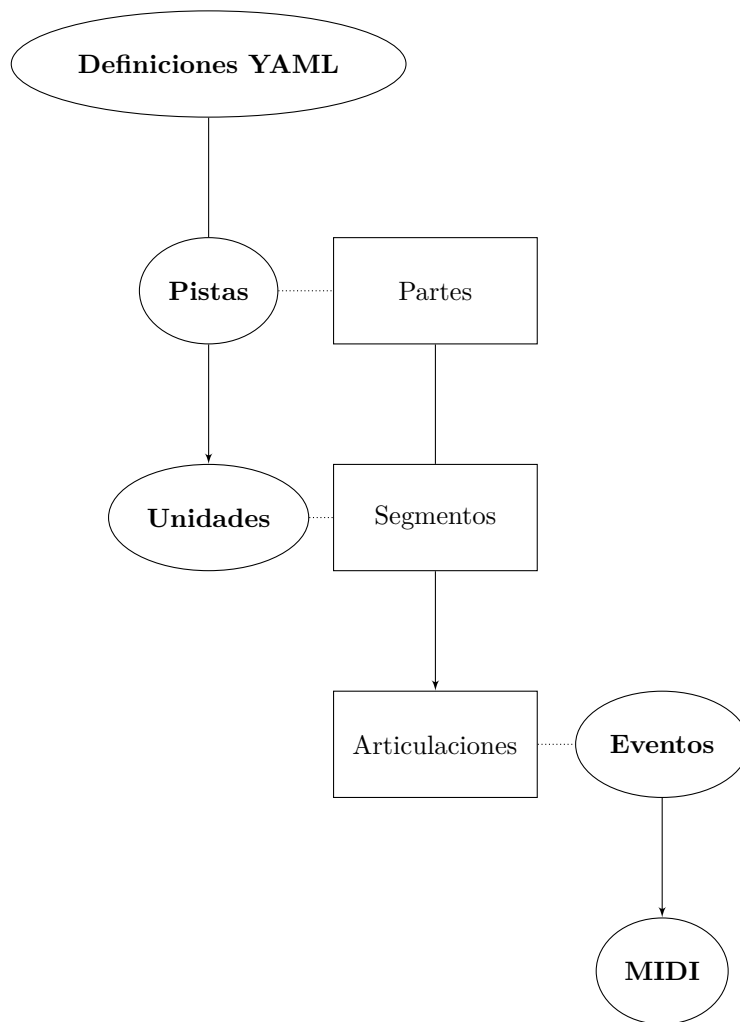 Definiciones YAML
Pistas
Partes
Unidades
Segmentos
Articulaciones
Eventos
MIDI